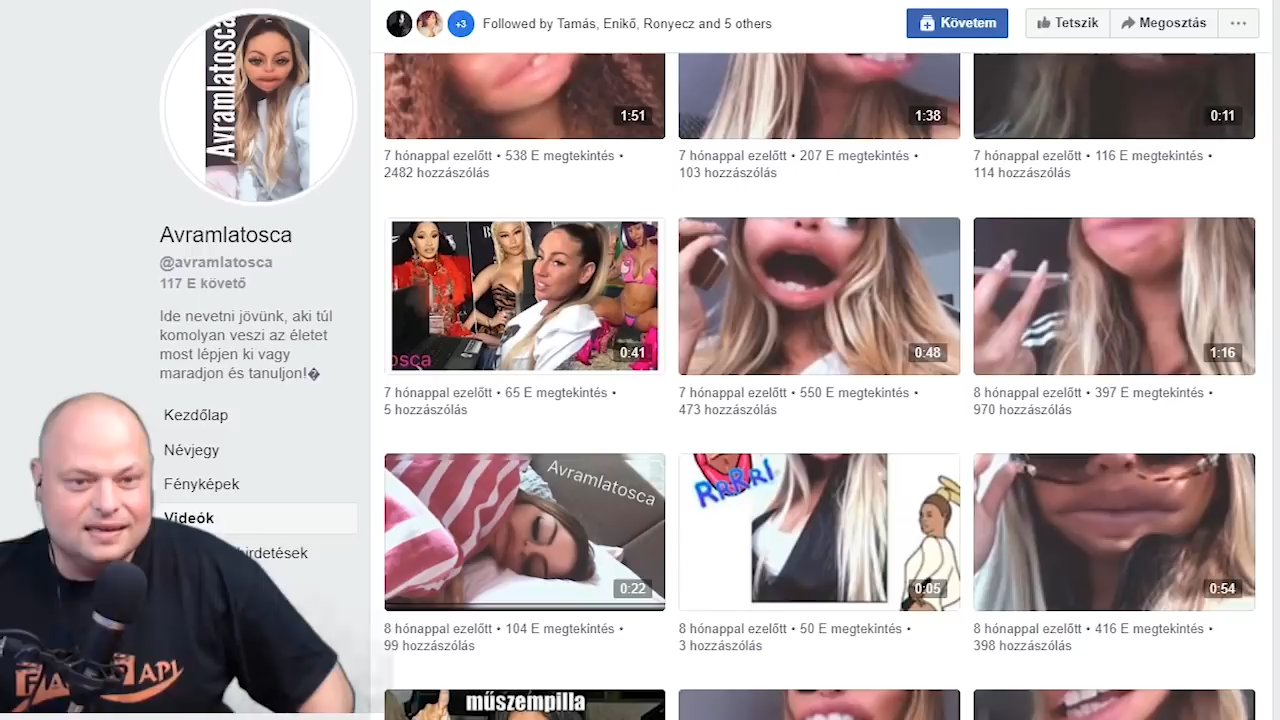 Avramlatosca
+3
Followed by Tamás, Enikő, Ronyecz and 5 others
Követem
Tetszik
Megosztás
Avramlatosca
@avramlatosca
117 E követő
Ide nevetni jövünk, aki túl
komolyan veszi az életet
most lépjen ki vagy
maradjon és tanuljon!�
Kezdőlap
Névjegy
Fényképek
Videók
hirdetések
1:51
1:38
0:11
7 hónappal ezelőtt • 538 E megtekintés •
2482 hozzászólás
7 hónappal ezelőtt • 207 E megtekintés •
103 hozzászólás
7 hónappal ezelőtt • 116 E megtekintés •
114 hozzászólás
osca
0:41
0:48
1:16
7 hónappal ezelőtt • 65 E megtekintés •
5 hozzászólás
7 hónappal ezelőtt • 550 E megtekintés •
473 hozzászólás
8 hónappal ezelőtt • 397 E megtekintés •
970 hozzászólás
Avramlatosca
0:22
RRRRI
0:05
0:54
8 hónappal ezelőtt • 104 E megtekintés •
99 hozzászólás
8 hónappal ezelőtt • 50 E megtekintés •
3 hozzászólás
8 hónappal ezelőtt • 416 E megtekintés •
398 hozzászólás
műszempilla